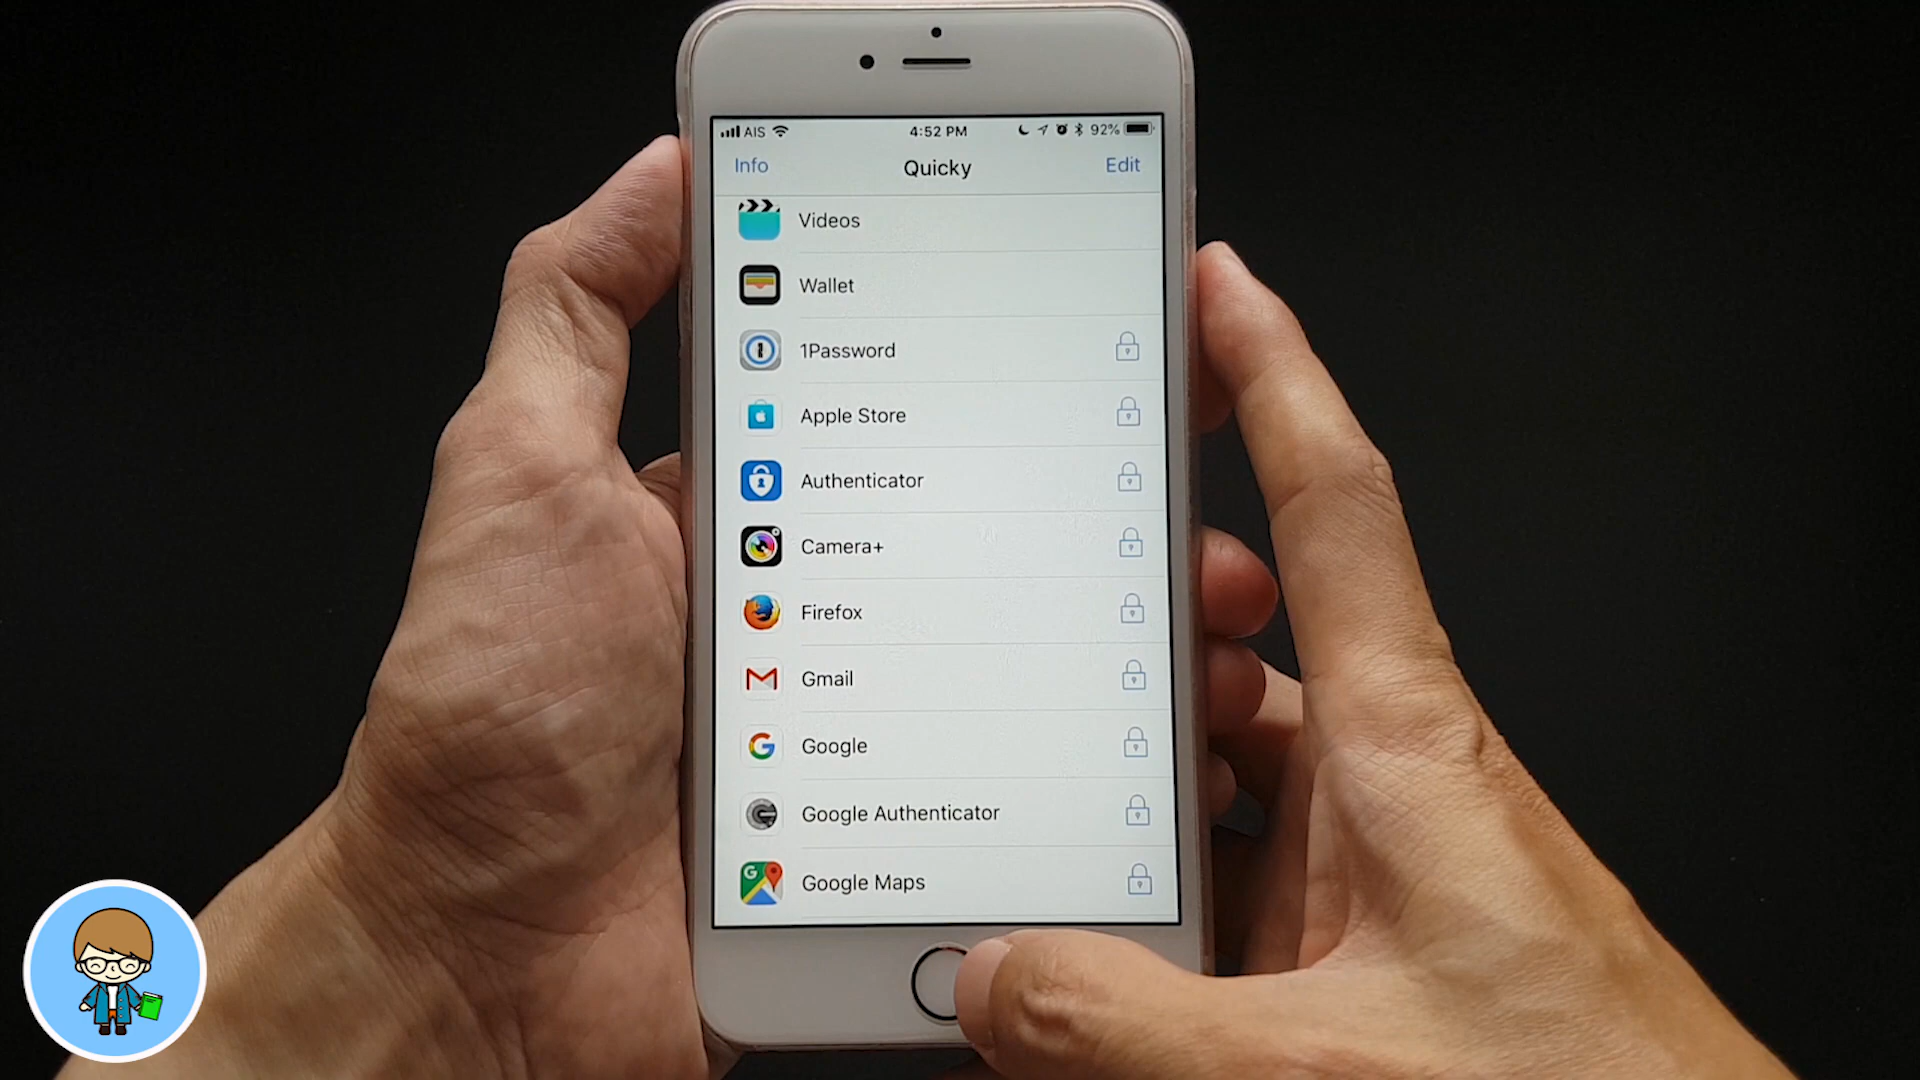 AIS 4:52 PM 92%
Info Quicky Edit
Videos
Wallet
1Password
Apple Store
Authenticator
Camera+
Firefox
Gmail
Google
Google Authenticator
Google Maps